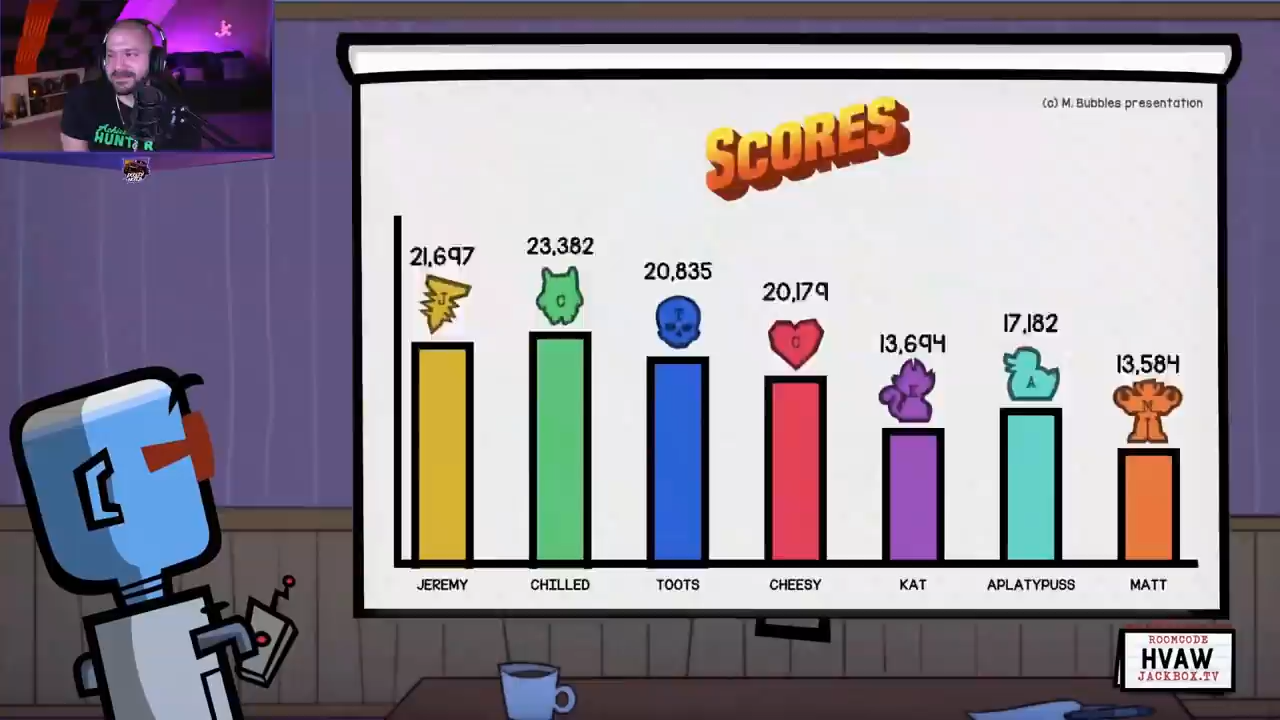 HUNTER
(c) M. Bubbles presentation
SCORES
21,697
23,382
20,835
20,179
13,694
17,182
13,584
J
C
T
C
K
A
M
JEREMY
CHILLED
TOOTS
CHEESY
KAT
APLATYPUSS
MATT
ROOMCODE
HVAW
JACKBOX.TV